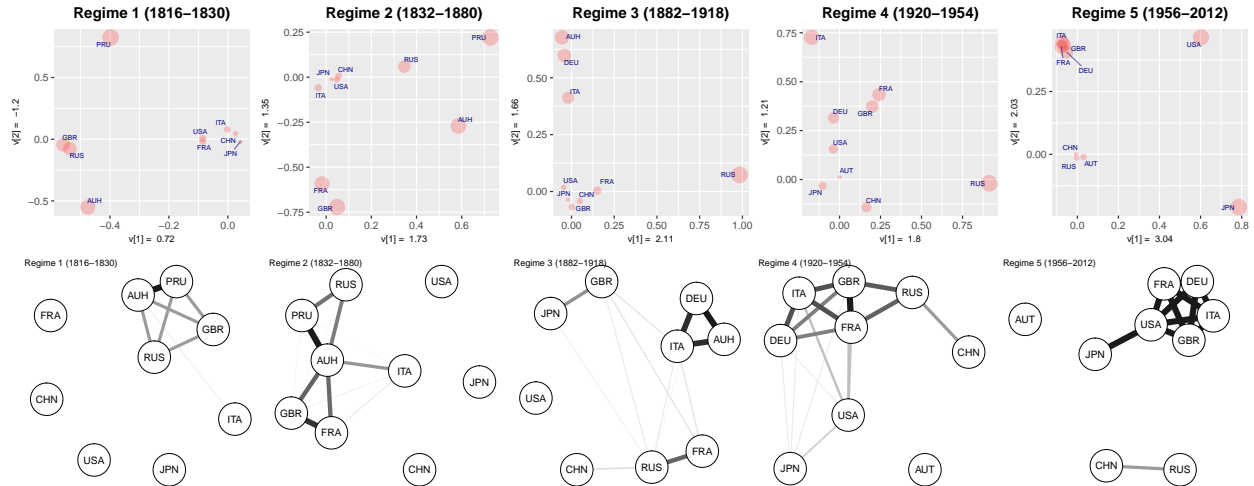 Regime 1 (1816−1830)
PRU
GBR
RUS
AUH
USA
FRA
ITA
CHN
JPN
0.5
0.0
−0.5
−0.4
−0.2
0.0
v[2] = −1.2
v[1] = 0.72
Regime 2 (1832−1880)
PRU
RUS
CHN
JPN
USA
ITA
AUH
FRA
GBR
0.25
0.00
−0.25
−0.50
−0.75
0.0
0.2
0.4
0.6
v[2] = 1.35
v[1] = 1.73
Regime 3 (1882−1918)
AUH
DEU
ITA
RUS
USA
FRA
JPN
CHN
GBR
0.50
0.25
0.00
0.00
0.25
0.50
0.75
1.00
v[2] = 1.66
v[1] = 2.11
Regime 4 (1920−1954)
ITA
FRA
GBR
DEU
USA
AUT
RUS
JPN
CHN
0.75
0.50
0.25
0.00
0.00
0.25
0.50
0.75
v[2] = 1.21
v[1] = 1.8
Regime 5 (1956−2012)
ITA
GBR
FRA
DEU
USA
CHN
RUS
AUT
JPN
0.25
0.00
0.0
0.2
0.4
0.6
0.8
v[2] = 2.03
v[1] = 3.04
Regime 1 (1816−1830)
PRU
AUH
FRA
GBR
RUS
CHN
ITA
USA
JPN
Regime 2 (1832−1880)
RUS
USA
PRU
AUH
ITA
JPN
GBR
FRA
CHN
Regime 3 (1882−1918)
GBR
DEU
JPN
ITA
AUH
USA
FRA
CHN
RUS
Regime 4 (1920−1954)
ITA
GBR
RUS
DEU
FRA
CHN
USA
JPN
AUT
Regime 5 (1956−2012)
FRA
DEU
AUT
USA
ITA
GBR
JPN
CHN
RUS